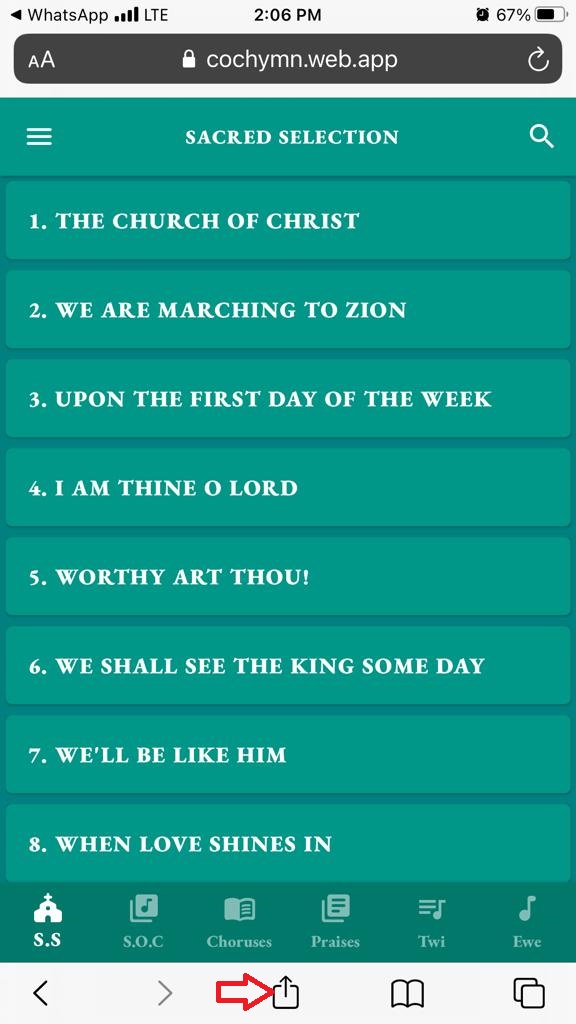 WhatsApp LTE 2:06 PM 67%
AA cochymn.web.app
SACRED SELECTION
1. THE CHURCH OF CHRIST
2. WE ARE MARCHING TO ZION
3. UPON THE FIRST DAY OF THE WEEK
4. I AM THINE O LORD
5. WORTHY ART THOU!
6. WE SHALL SEE THE KING SOME DAY
7. WE'LL BE LIKE HIM
8. WHEN LOVE SHINES IN
S.S S.O.C Choruses Praises Twi Ewe